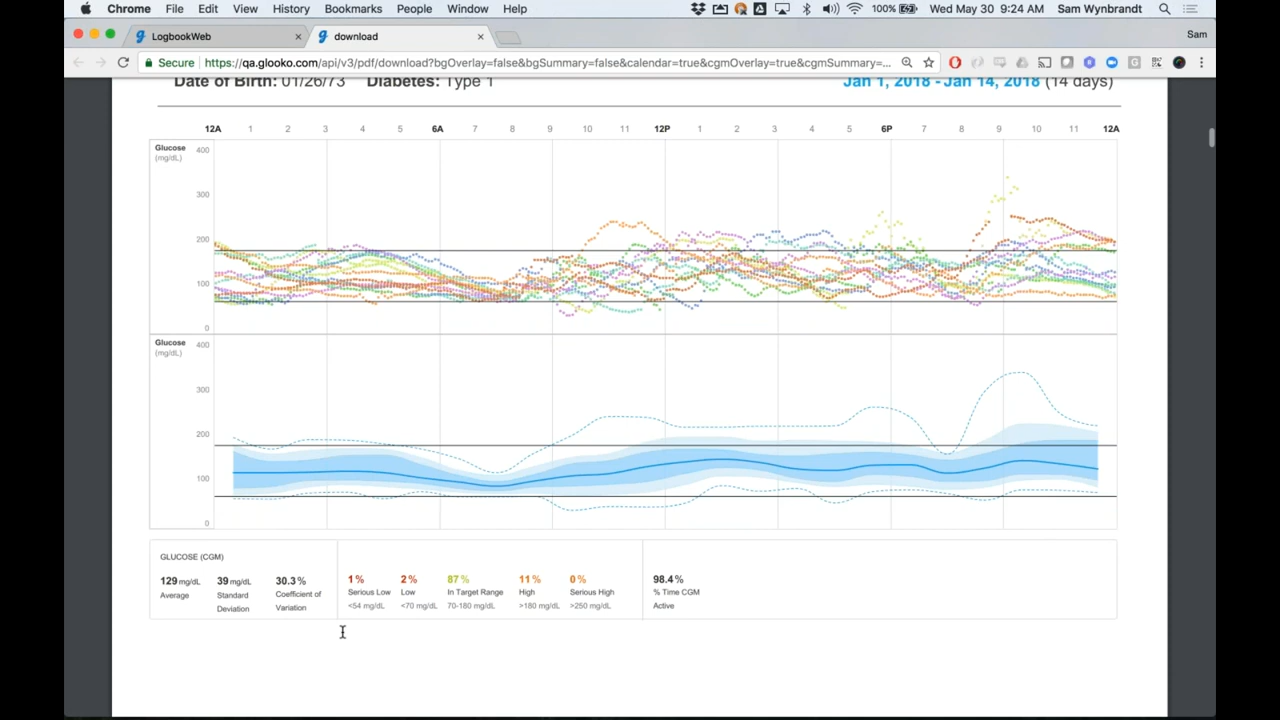 Chrome File Edit View History Bookmarks People Window Help 100% Wed May 30 9:24 AM Sam Wynbrandt
LogbookWeb download Sam
Secure https://qa.glooko.com/api/v3/pdf/download?bgOverlay=false&bgSummary=false&calendar=true&cgmOverlay=true&cgmSummary=...
Date of Birth: 01/26/73 Diabetes: Type 1 Jan 1, 2018 - Jan 14, 2018 (14 days)
12A 1 2 3 4 5 6A 7 8 9 10 11 12P 1 2 3 4 5 6P 7 8 9 10 11 12A
Glucose 400
(mg/dL)
300
200
100
0
Glucose 400
(mg/dL)
300
200
100
0
GLUCOSE (CGM)
129 mg/dL 39 mg/dL 30.3 % 1 % 2 % 87 % 11 % 0 % 98.4 %
Average Standard Coefficient of Serious Low Low In Target Range High Serious High % Time CGM
Deviation Variation <54 mg/dL <70 mg/dL 70-180 mg/dL >180 mg/dL >250 mg/dL Active